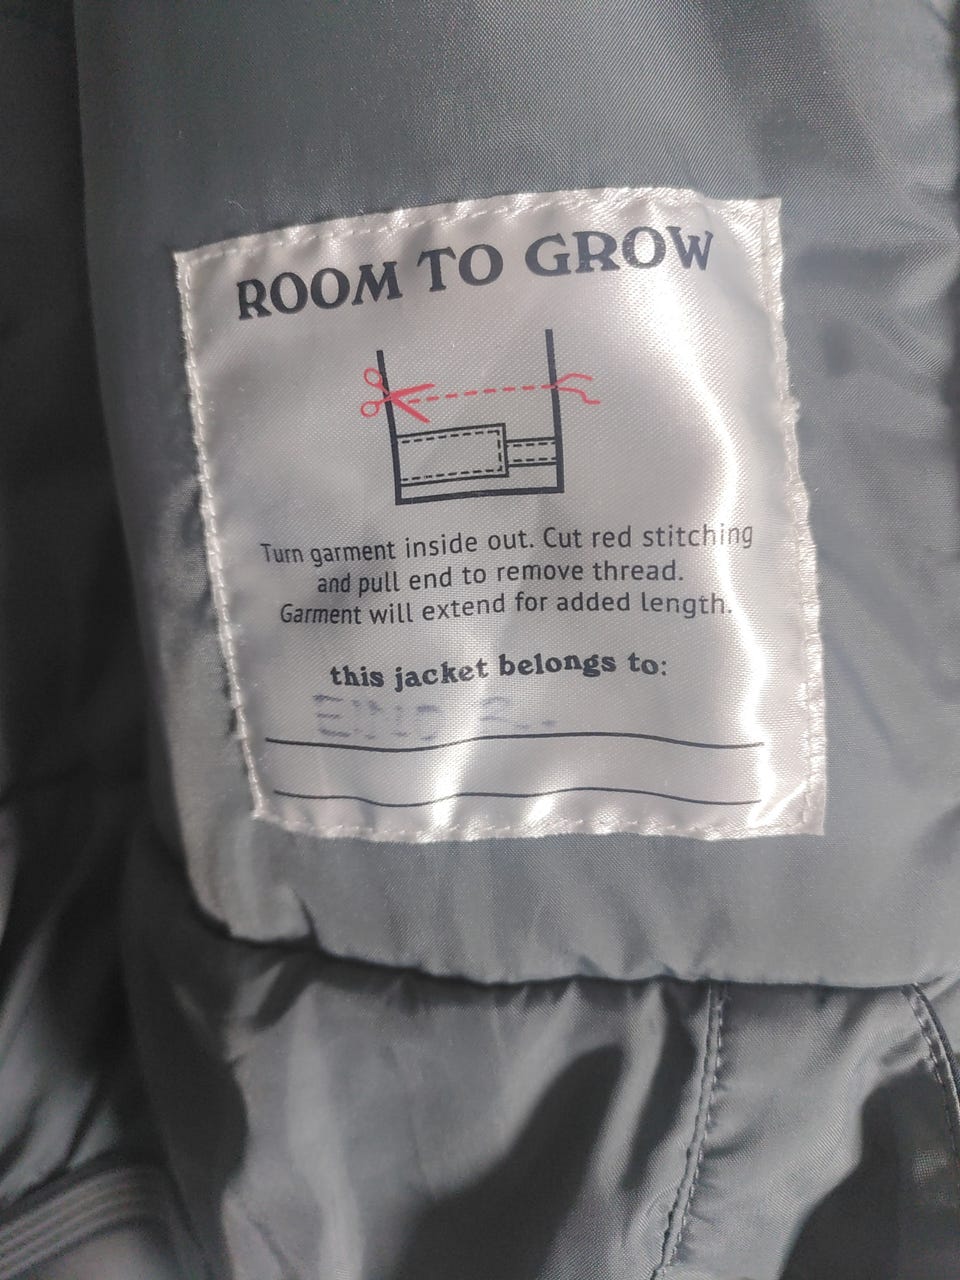 ROOM TO GROW
Turn garment inside out. Cut red stitching
and pull end to remove thread.
Garment will extend for added length.
this jacket belongs to: